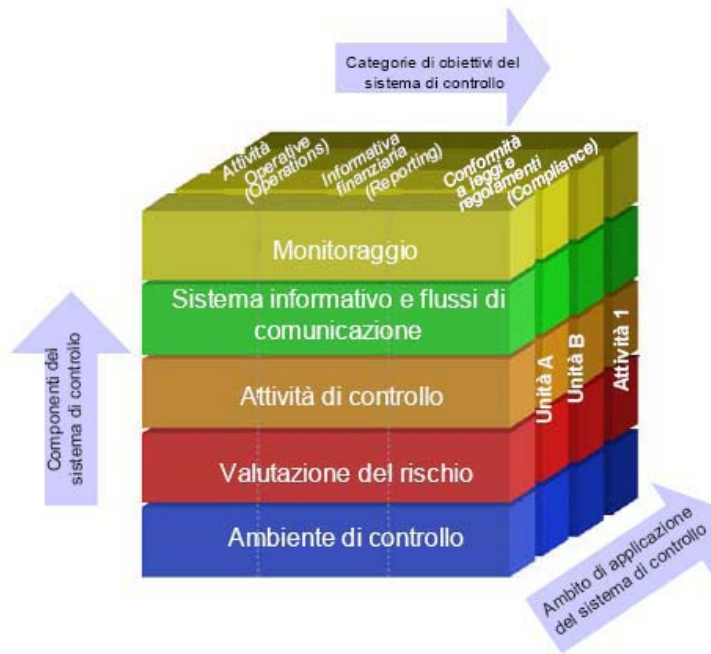 Categorie di obiettivi del
sistema di controllo
Attività
Operative
(Operations)
Informativa
finanziaria
(Reporting)
Conformità
a leggi e
regolamenti
(Compliance)
Monitoraggio
Sistema informativo e flussi di
comunicazione
Attività di controllo
Valutazione del rischio
Ambiente di controllo
Unità A
Unità B
Attività 1
Componenti del
sistema di controllo
Ambito di applicazione
del sistema di controllo